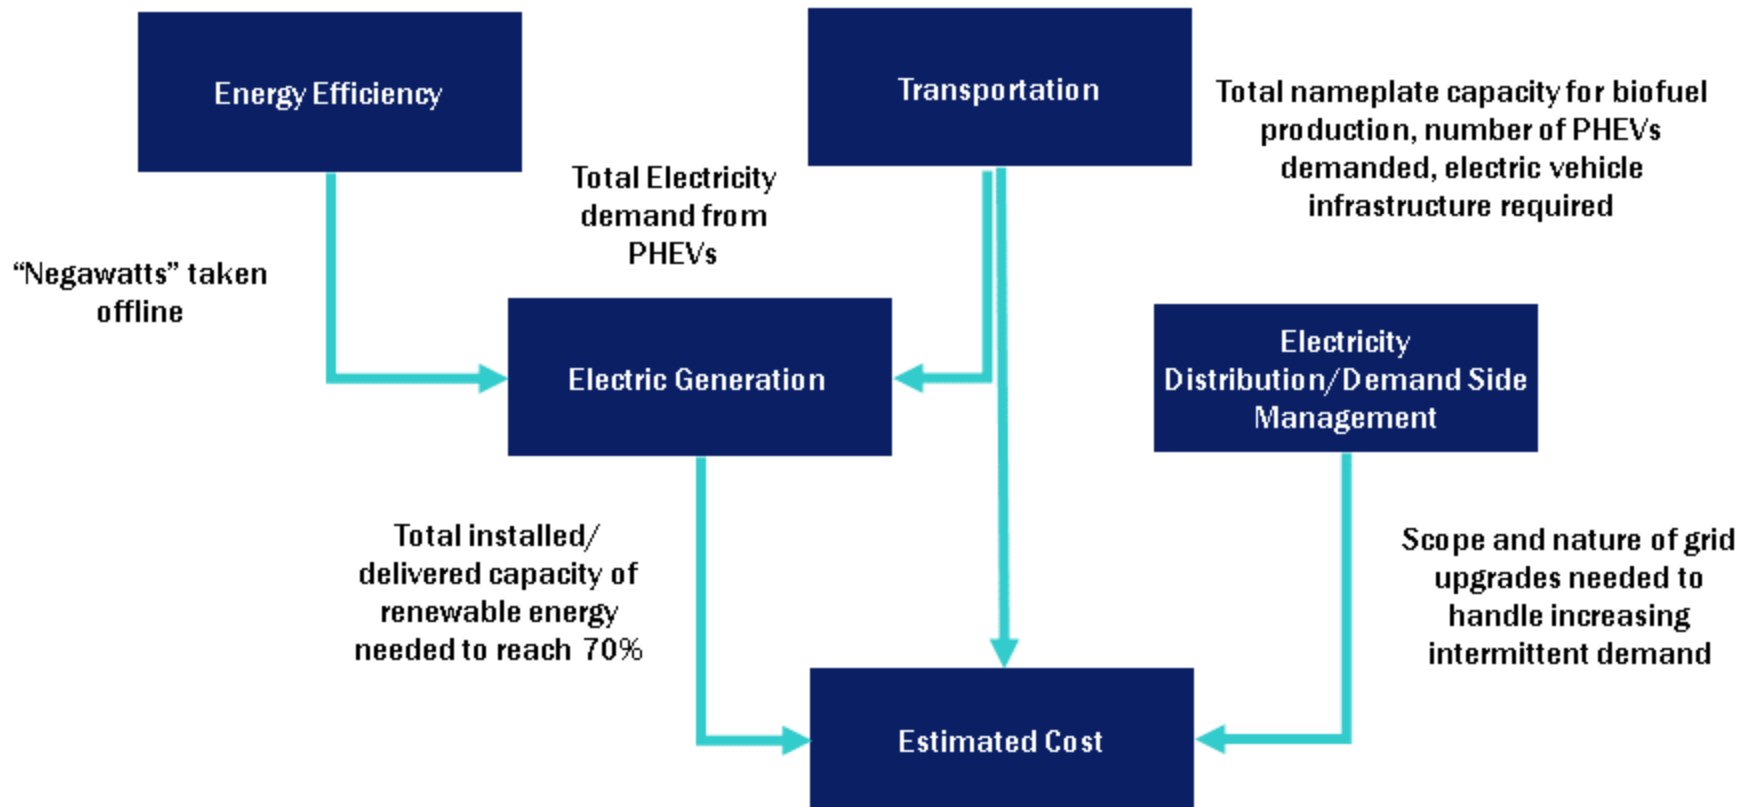 Energy Efficiency
Transportation
Total nameplate capacity for biofuel
production, number of PHEVs
demanded, electric vehicle
infrastructure required
Total Electricity
demand from
PHEVs
“Negawatts” taken
offline
Electric Generation
Electricity
Distribution/Demand Side
Management
Total installed/
delivered capacity of
renewable energy
needed to reach 70%
Scope and nature of grid
upgrades needed to
handle increasing
intermittent demand
Estimated Cost